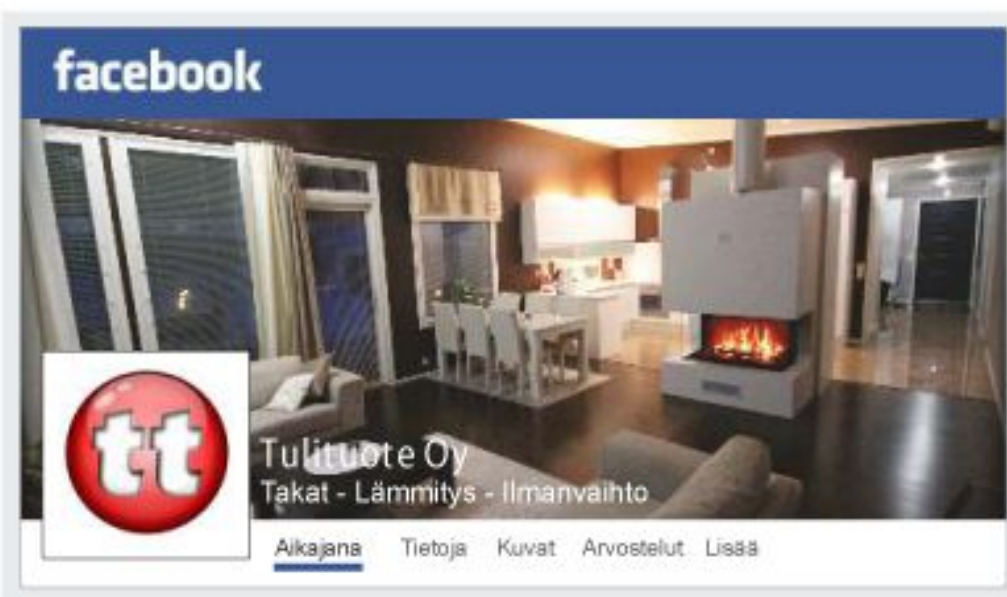 facebook
tt
Tulituote Oy
Takat - Lämmitys - Ilmanvaihto
Aikajana Tietoja Kuvat Arvostelut Lisää